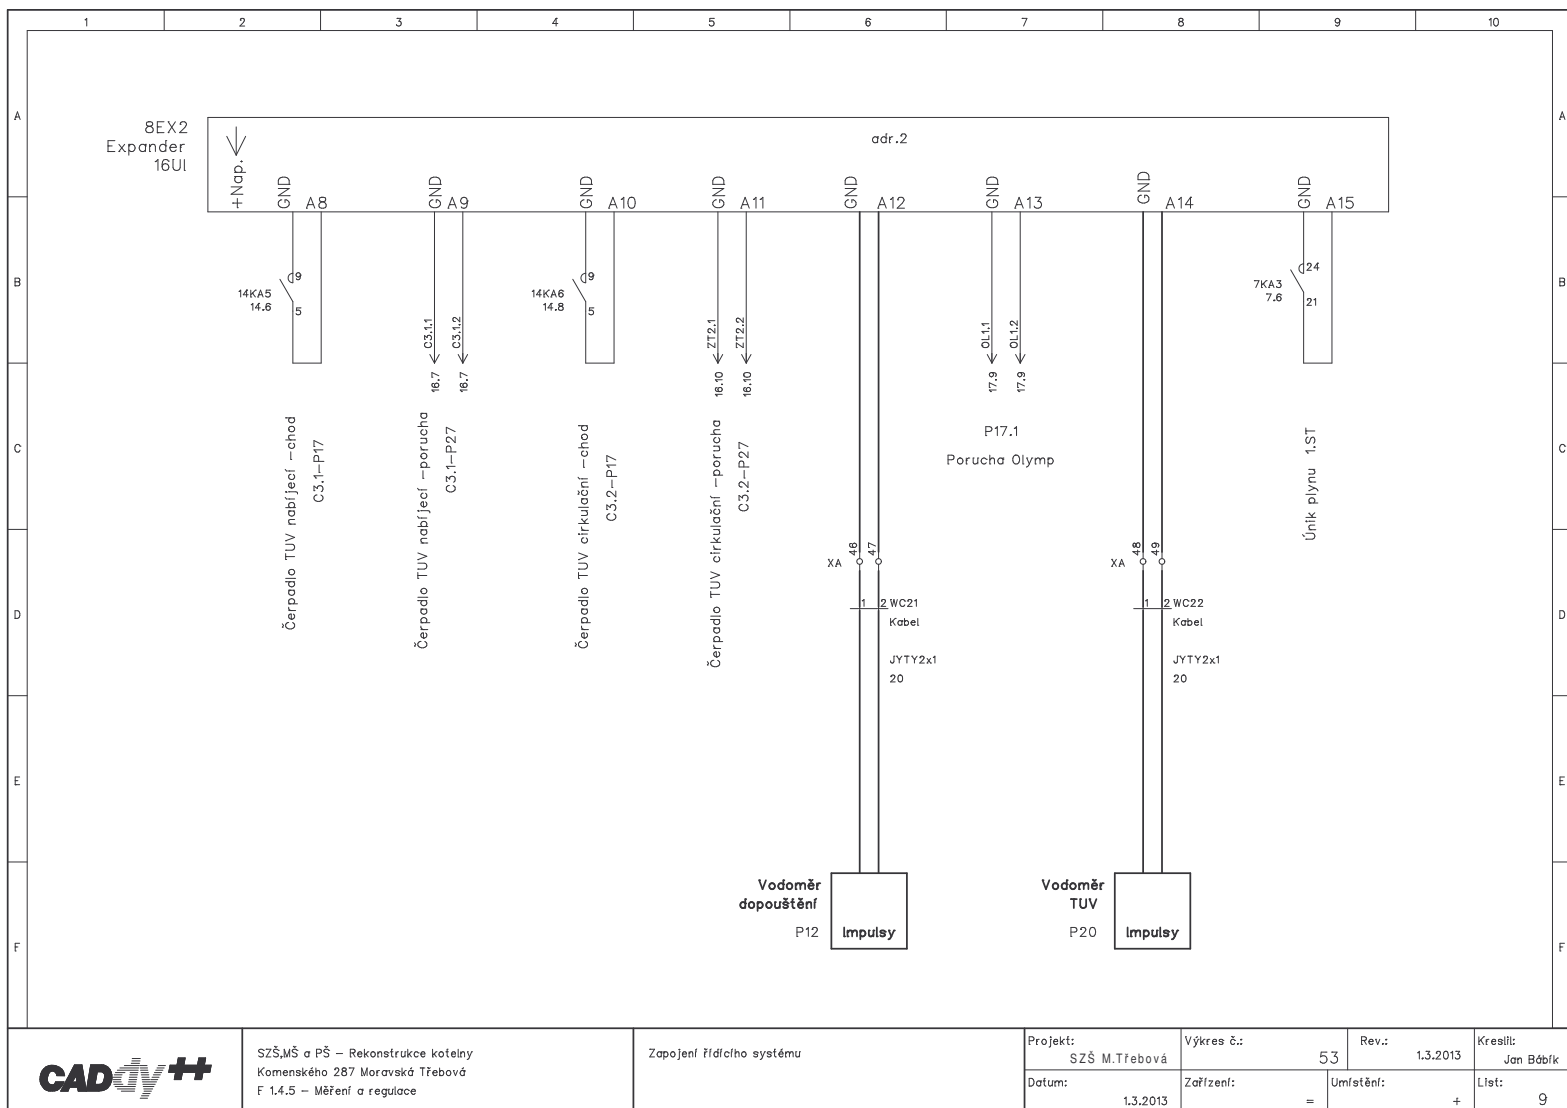 1 2 3 4 5 6 7 8 9 10
A A
8EX2
Expander
16UI
adr.2
+Nap.
GND A8
GND A9
GND A10
GND A11
GND A12
GND A13
GND A14
GND A15
B B
14KA5
14.6
9
5
C3.1.1
C3.1.2
16.7
16.7
14KA6
14.8
9
5
ZT2.1
ZT2.2
16.10
16.10
OL1.1
OL1.2
17.9
17.9
7KA3
7.6
24
21
C C
Čerpadlo TUV nabíjecí -chod
C3.1-P17
Čerpadlo TUV nabíjecí -porucha
C3.1-P27
Čerpadlo TUV cirkulační -chod
C3.2-P17
Čerpadlo TUV cirkulační -porucha
C3.2-P27
P17.1
Porucha Olymp
Únik plynu 1.ST
D D
XA
46
47
1 2 WC21
Kabel
JYTY2x1
20
XA
48
49
1 2 WC22
Kabel
JYTY2x1
20
E E
Vodoměr
dopouštění
P12
Impulsy
Vodoměr
TUV
P20
Impulsy
F F
CADdy++
SZŠ,MŠ a PŠ - Rekonstrukce kotelny
Komenského 287 Moravská Třebová
F 1.4.5 - Měření a regulace
Zapojení řídícího systému
Projekt:
SZŠ M.Třebová
Výkres č.:
53
Rev.:
1.3.2013
Kreslil:
Jan Bábík
Datum:
1.3.2013
Zařízení:
=
Umístění:
+
List:
9